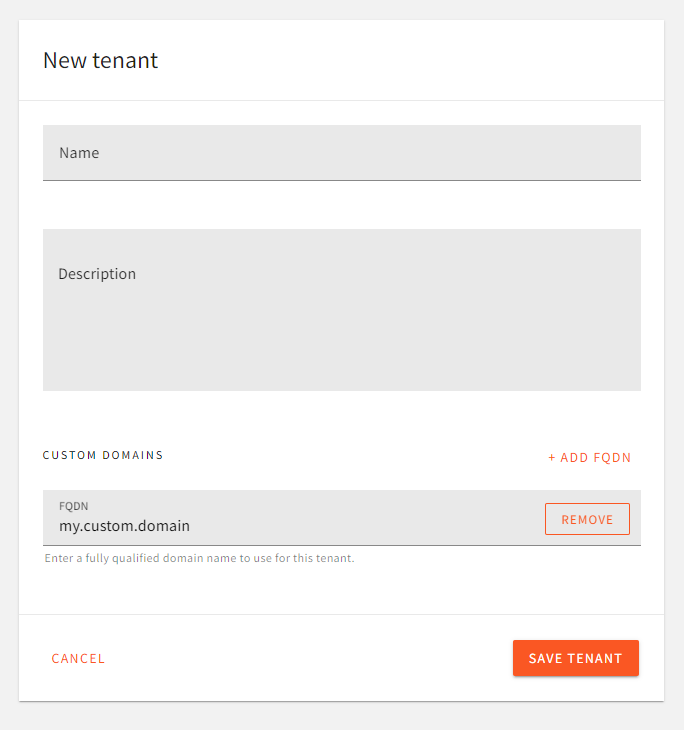 New tenant
Name
Description
CUSTOM DOMAINS
+ ADD FQDN
FQDN
my.custom.domain
REMOVE
Enter a fully qualified domain name to use for this tenant.
CANCEL
SAVE TENANT